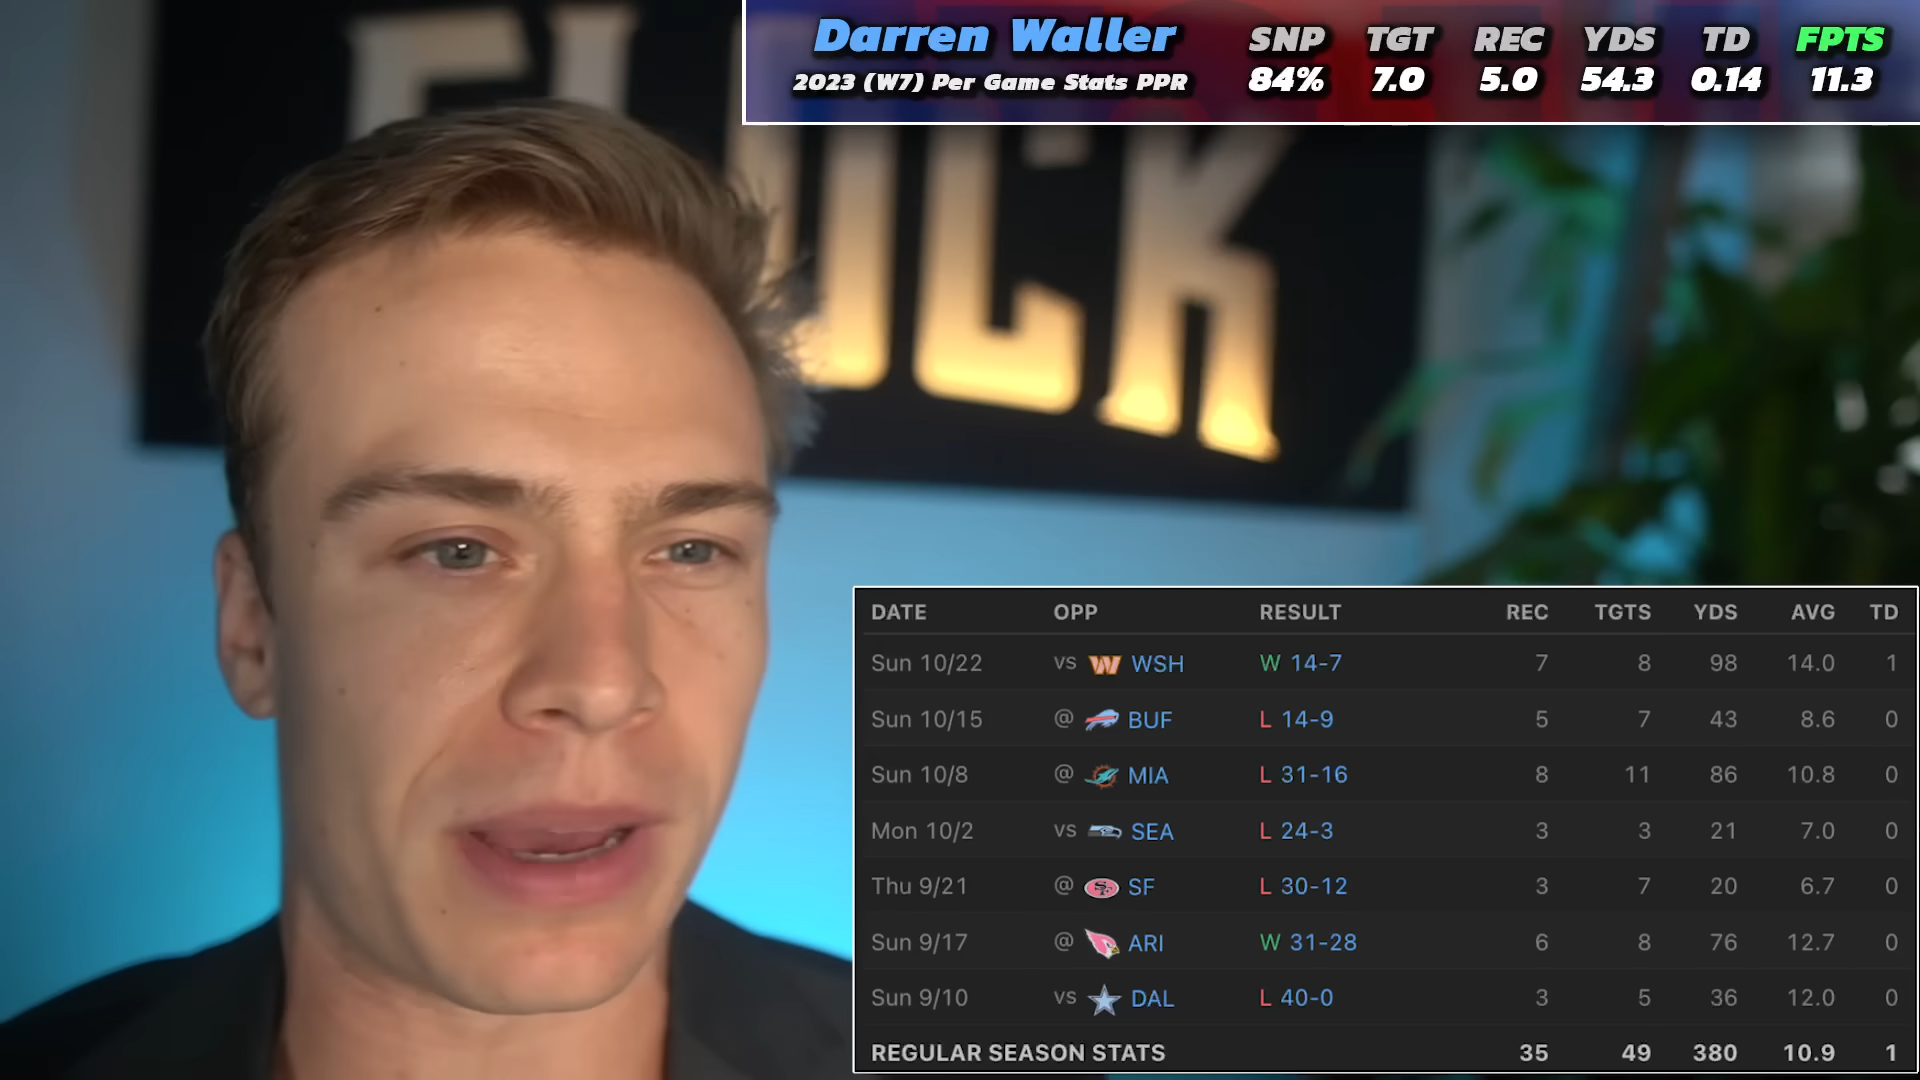 Darren Waller SNP TGT REC YDS TD FPTS
2023 (W7) Per Game Stats PPR 84% 7.0 5.0 54.3 0.14 11.3
FLOCK
DATE OPP RESULT REC TGTS YDS AVG TD
Sun 10/22 vs WSH W 14-7 7 8 98 14.0 1
Sun 10/15 @ BUF L 14-9 5 7 43 8.6 0
Sun 10/8 @ MIA L 31-16 8 11 86 10.8 0
Mon 10/2 vs SEA L 24-3 3 3 21 7.0 0
Thu 9/21 @ SF L 30-12 3 7 20 6.7 0
Sun 9/17 @ ARI W 31-28 6 8 76 12.7 0
Sun 9/10 vs DAL L 40-0 3 5 36 12.0 0
REGULAR SEASON STATS 35 49 380 10.9 1